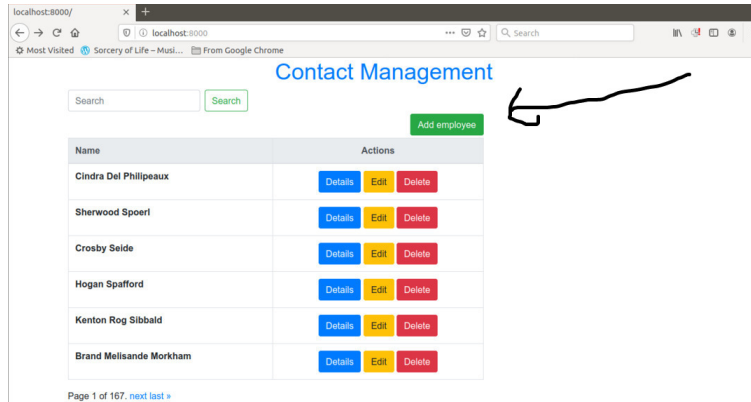 localhost:8000/
localhost:8000
Search
Most Visited Sorcery of Life – Musi... From Google Chrome
Contact Management
Search Search
Add employee
Name Actions
Cindra Del Philipeaux Details Edit Delete
Sherwood Spoerl Details Edit Delete
Crosby Seide Details Edit Delete
Hogan Spafford Details Edit Delete
Kenton Rog Sibbald Details Edit Delete
Brand Melisande Morkham Details Edit Delete
Page 1 of 167. next last »